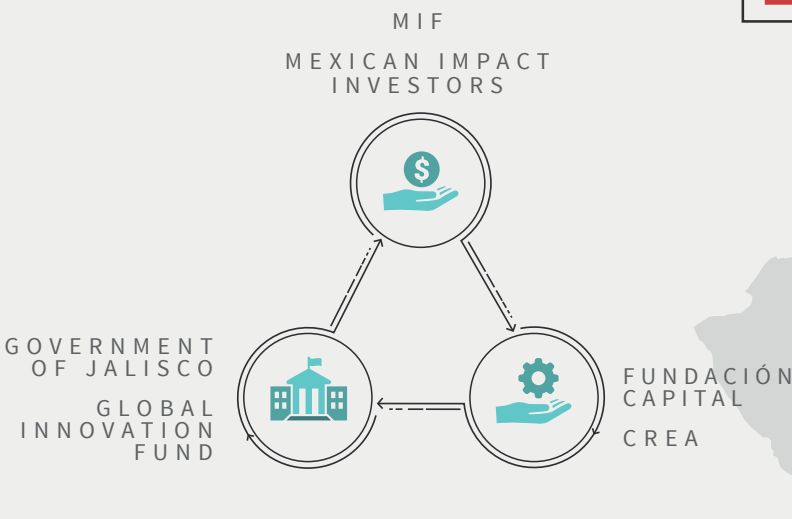 MIF
MEXICAN IMPACT
INVESTORS
$
GOVERNMENT
OF JALISCO
GLOBAL
INNOVATION
FUND
FUNDACIÓN
CAPITAL
CREA